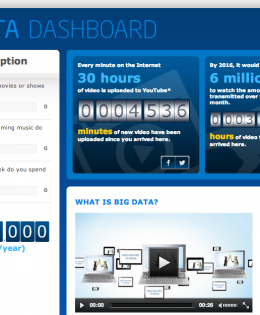 TA DASHBOARD
ption
movies or shows
0
ming music do
0
ek do you spend
0
000
/year)
Every minute on the Internet
30 hours
of video is uploaded to YouTube*
0004536
minutes of new video have been
uploaded since you arrived here.
By 2016, it would
6 millio
to watch the amo
transmitted over
month.
0003
hours of video
arrived here.
WHAT IS BIG DATA?
00:00
00:26